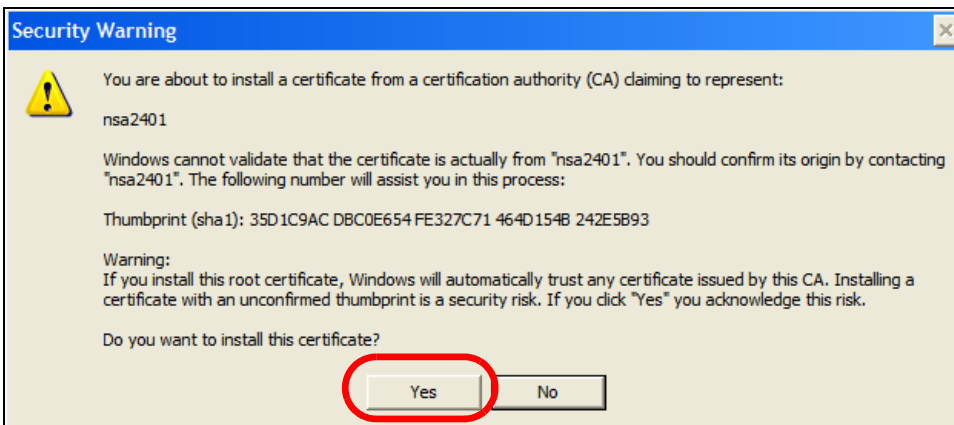 Security Warning
You are about to install a certificate from a certification authority (CA) claiming to represent:
nsa2401
Windows cannot validate that the certificate is actually from "nsa2401". You should confirm its origin by contacting
"nsa2401". The following number will assist you in this process:
Thumbprint (sha1): 35D1C9AC DBC0E654 FE327C71 464D154B 242E5B93
Warning:
If you install this root certificate, Windows will automatically trust any certificate issued by this CA. Installing a
certificate with an unconfirmed thumbprint is a security risk. If you click "Yes" you acknowledge this risk.
Do you want to install this certificate?
Yes No